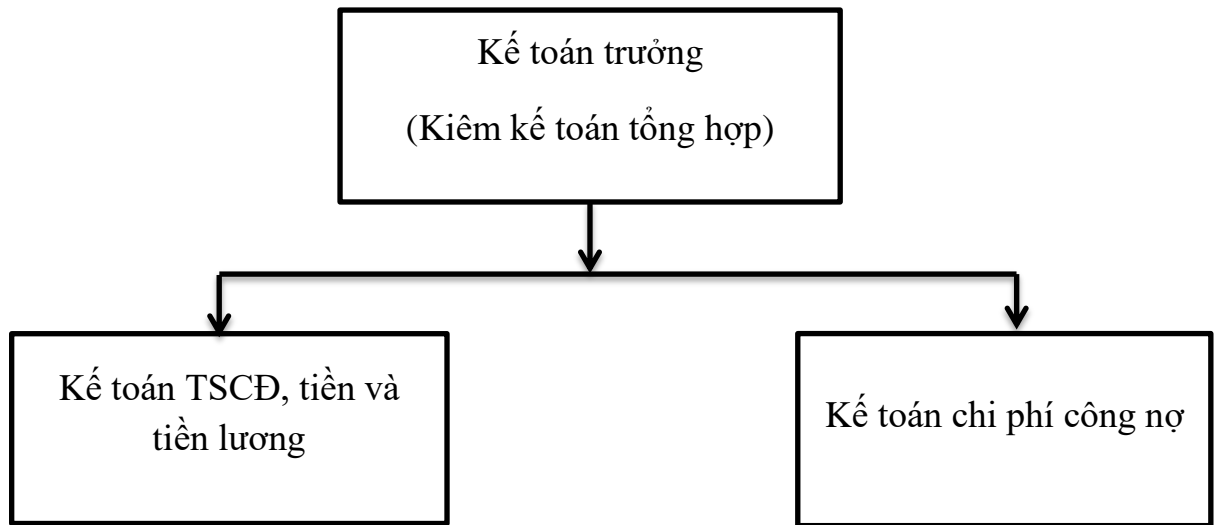 Kế toán trưởng
(Kiêm kế toán tổng hợp)
Kế toán TSCĐ, tiền và
tiền lương
Kế toán chi phí công nợ